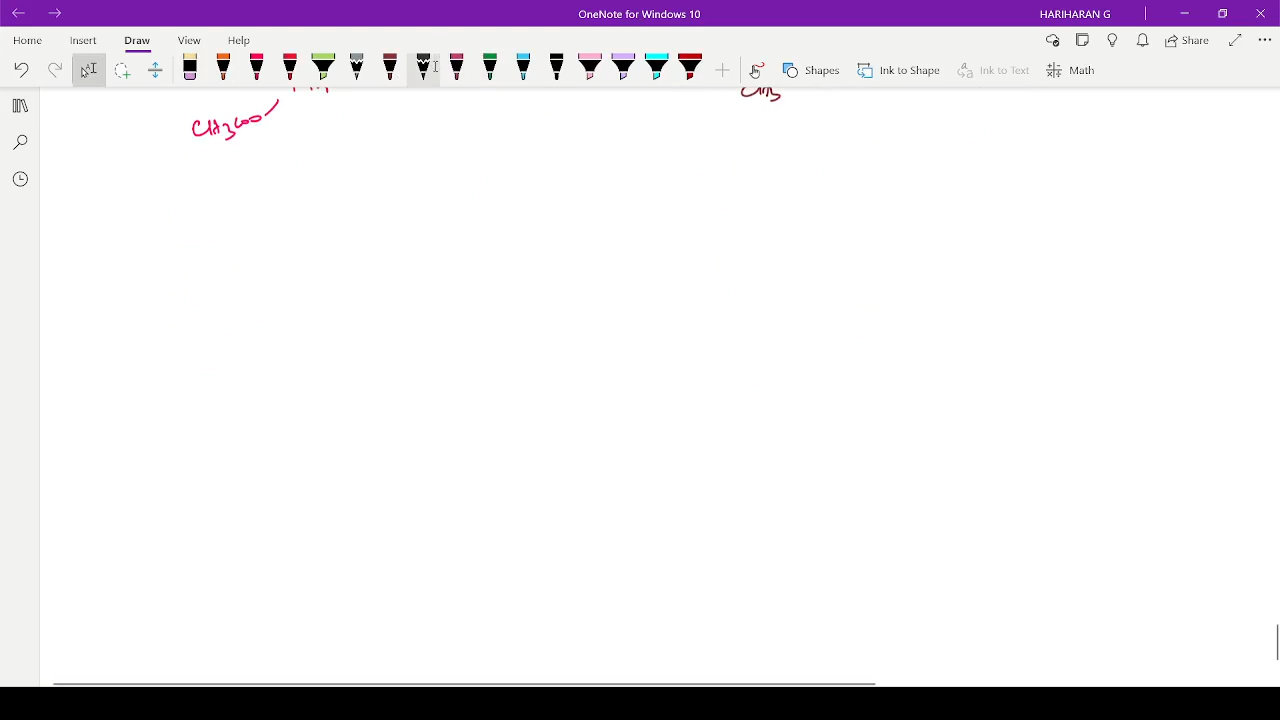 OneNote for Windows 10
HARIHARAN G
Home Insert Draw View Help
Share
Shapes Ink to Shape Ink to Text Math
CH3
CH3COO